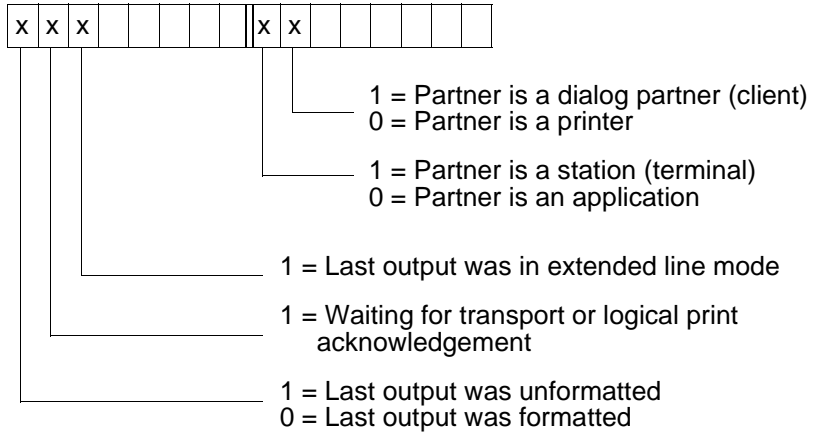 x x x x x
1 = Partner is a dialog partner (client)
0 = Partner is a printer
1 = Partner is a station (terminal)
0 = Partner is an application
1 = Last output was in extended line mode
1 = Waiting for transport or logical print
acknowledgement
1 = Last output was unformatted
0 = Last output was formatted